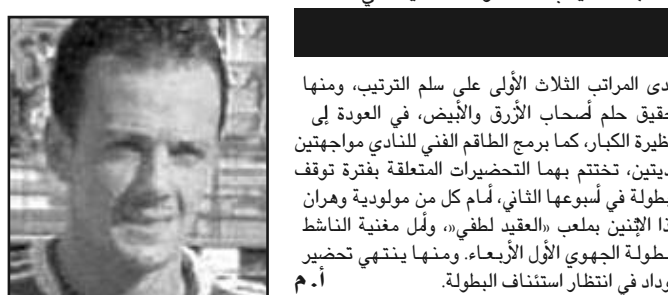 دى المراتب الثلاث الأولى على سلم الترتيب، ومنها
قيق حلم أصحاب الأزرق والأبيض، في العودة إلى
ظيرة الكبار، كما برمج الطاقم الفني للنادي مواجهتين
ديتين، تختتم بهما التحضيرات المتعلقة بفترة توقف
طولة في أسبوعها الثاني، أمام كل من مولودية وهران
ذا الإثنين بملعب «العقيد لطفي»، وأمل مغنية الناشط
طولة الجهوي الأول الأربعاء. ومنها ينتهي تحضير
وداد في انتظار استئناف البطولة. أ. م